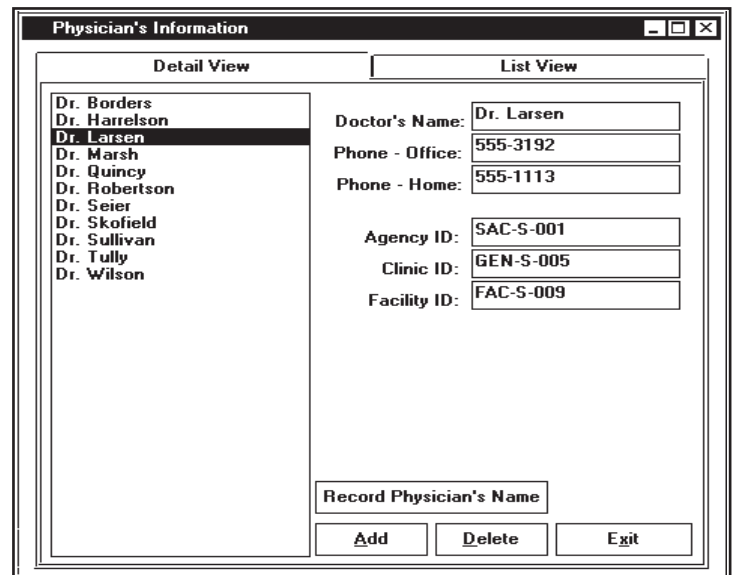 Physician's Information
Detail View
List View
Dr. Borders
Dr. Harrelson
Dr. Larsen
Dr. Marsh
Dr. Quincy
Dr. Robertson
Dr. Seier
Dr. Skofield
Dr. Sullivan
Dr. Tully
Dr. Wilson
Doctor's Name: Dr. Larsen
Phone - Office: 555-3192
Phone - Home: 555-1113
Agency ID: SAC-S-001
Clinic ID: GEN-S-005
Facility ID: FAC-S-009
Record Physician's Name
Add Delete Exit